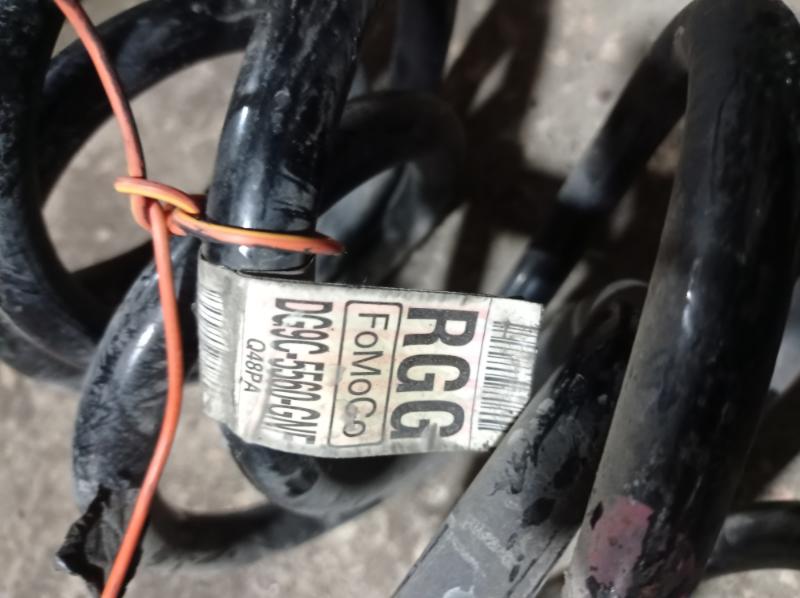 RGG
FoMoCo
DG9C-5560-GNF
Q48PA